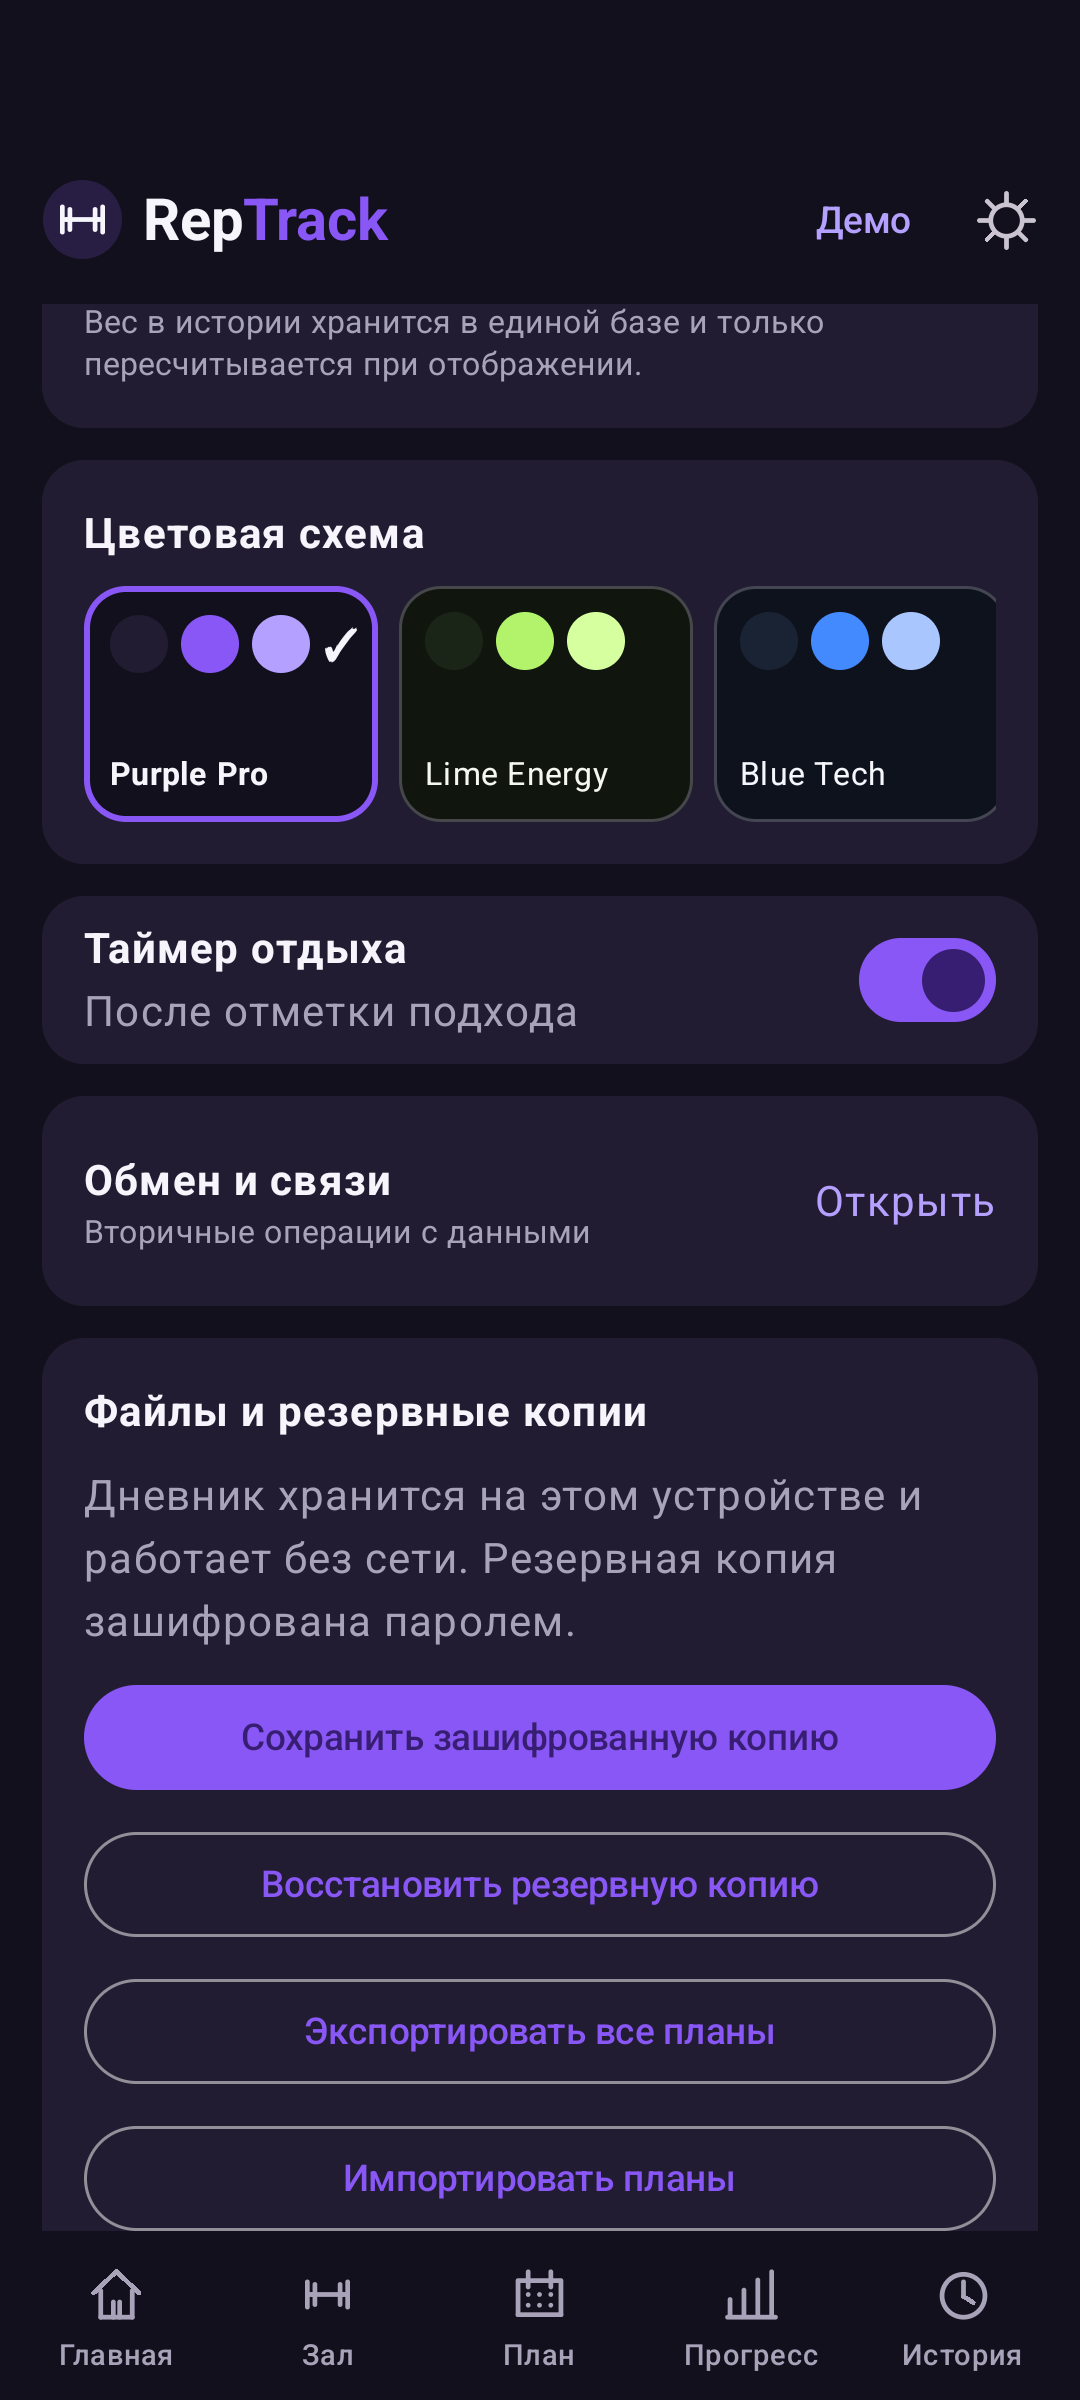 RepTrack
Демо
Вес в истории хранится в единой базе и только
пересчитывается при отображении.
Цветовая схема
Purple Pro
Lime Energy
Blue Tech
Таймер отдыха
После отметки подхода
Обмен и связи
Вторичные операции с данными
Открыть
Файлы и резервные копии
Дневник хранится на этом устройстве и
работает без сети. Резервная копия
зашифрована паролем.
Сохранить зашифрованную копию
Восстановить резервную копию
Экспортировать все планы
Импортировать планы
Главная
Зал
План
Прогресс
История